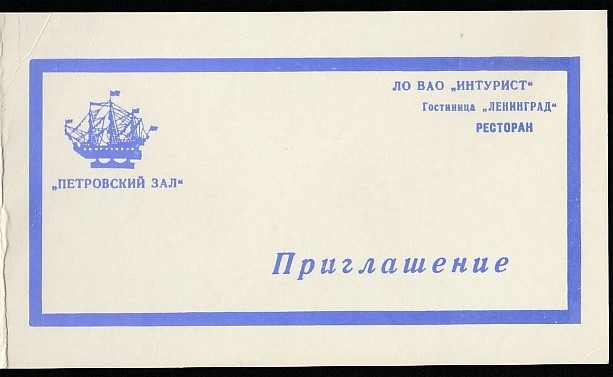 ЛО ВАО „ИНТУРИСТ“
Гостиница „ЛЕНИНГРАД“
РЕСТОРАН
„ПЕТРОВСКИЙ ЗАЛ“
Приглашение